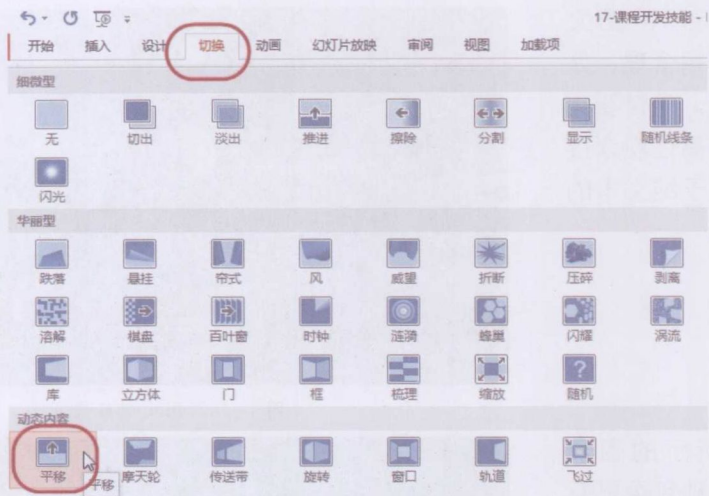 17-课程开发技能 -
开始 插入 设计 切换 动画 幻灯片放映 审阅 视图 加载项
细微型
无 切出 淡出 推进 擦除 分割 显示 随机线条
闪光
华丽型
跌落 悬挂 帘式 风 威望 折断 压碎 剥离
溶解 棋盘 百叶窗 时钟 涟漪 蜂巢 闪耀 涡流
库 立方体 门 框 梳理 缩放 随机
动态内容
平移 摩天轮 传送带 旋转 窗口 轨道 飞过
平移